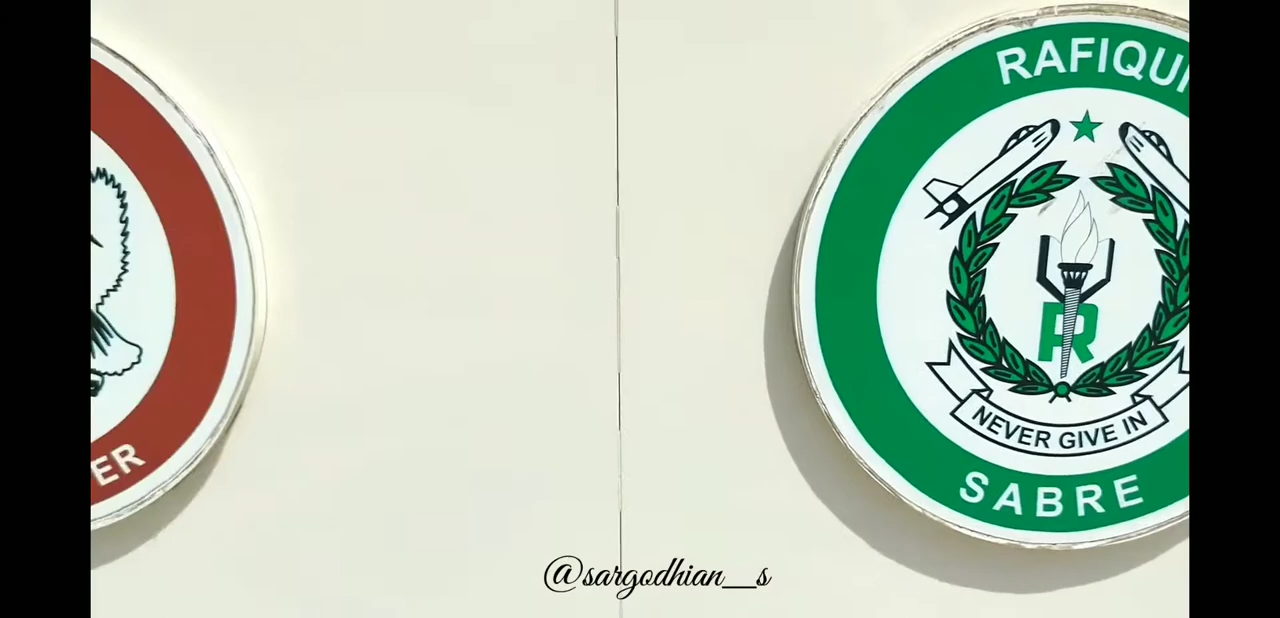 RAFIQUI
R
NEVER GIVE IN
SABRE
ER
@sargodhian__s